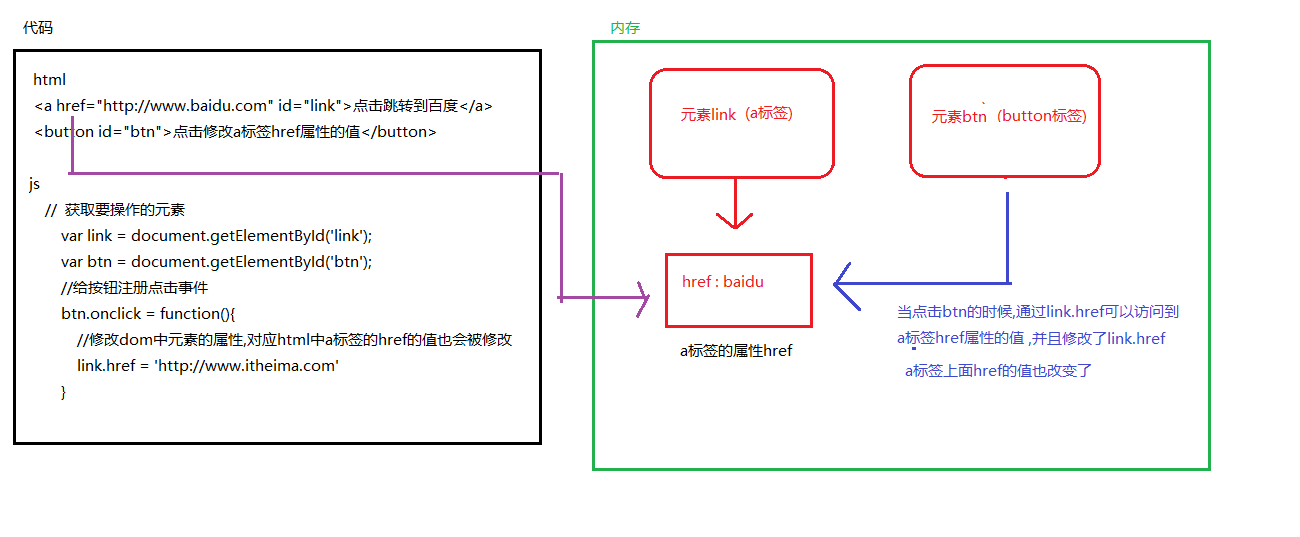 代码
html
<a href="http://www.baidu.com" id="link">点击跳转到百度</a>
<button id="btn">点击修改a标签href属性的值</button>
js
// 获取要操作的元素
var link = document.getElementById('link');
var btn = document.getElementById('btn');
//给按钮注册点击事件
btn.onclick = function(){
//修改dom中元素的属性,对应html中a标签的href的值也会被修改
link.href = 'http://www.itheima.com'
}
内存
元素link (a标签)
元素btn (button标签)
href : baidu
a标签的属性href
当点击btn的时候,通过link.href可以访问到
a标签href属性的值 ,并且修改了link.href
a标签上面href的值也改变了